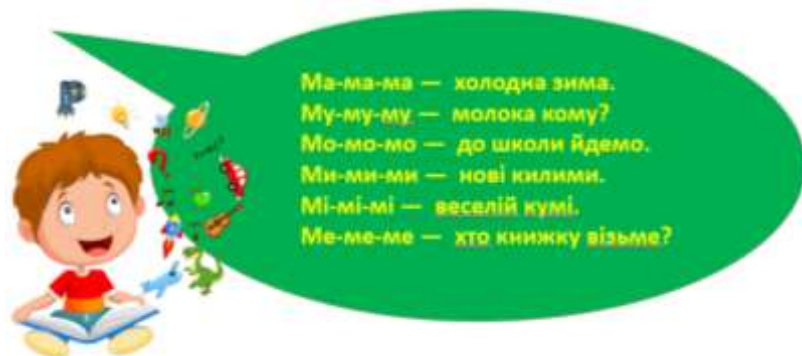 Ма-ма-ма — холодна зима.
Му-му-му — молока кому?
Мо-мо-мо — до школи йдемо.
Ми-ми-ми — нові килими.
Мі-мі-мі — веселій кумі.
Ме-ме-ме — хто книжку візьме?